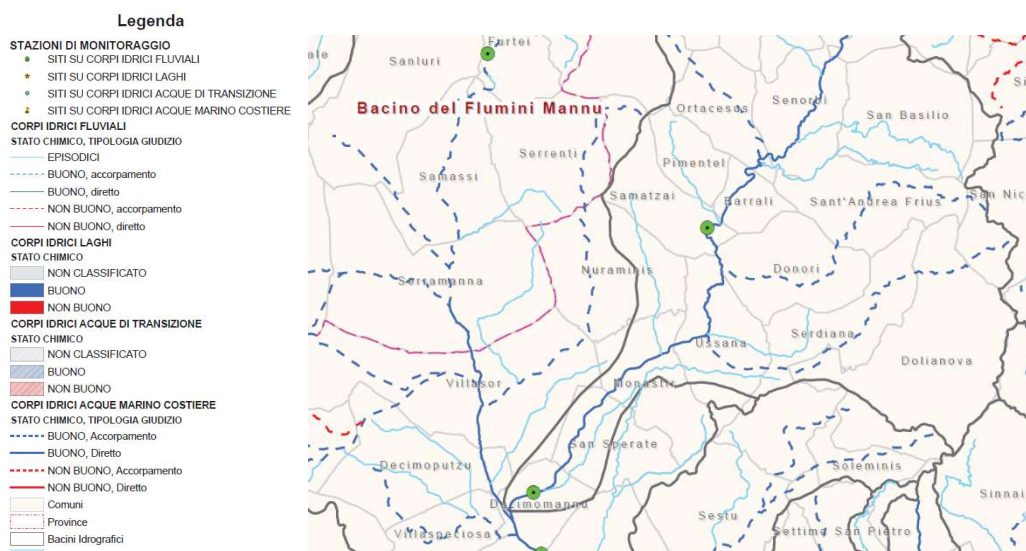 Legenda
STAZIONI DI MONITORAGGIO
SITI SU CORPI IDRICI FLUVIALI
SITI SU CORPI IDRICI LAGHI
SITI SU CORPI IDRICI ACQUE DI TRANSIZIONE
SITI SU CORPI IDRICI ACQUE MARINO COSTIERE
CORPI IDRICI FLUVIALI
STATO CHIMICO, TIPOLOGIA GIUDIZIO
EPISODICI
BUONO, accorpamento
BUONO, diretto
NON BUONO, accorpamento
NON BUONO, diretto
CORPI IDRICI LAGHI
STATO CHIMICO
NON CLASSIFICATO
BUONO
NON BUONO
CORPI IDRICI ACQUE DI TRANSIZIONE
STATO CHIMICO
NON CLASSIFICATO
BUONO
NON BUONO
CORPI IDRICI ACQUE MARINO COSTIERE
STATO CHIMICO, TIPOLOGIA GIUDIZIO
BUONO, Accorpamento
BUONO, Diretto
NON BUONO, Accorpamento
NON BUONO, Diretto
Comuni
Province
Bacini Idrografici
Furtei
ale
Sanluri
Si
Bacino del Flumini Mannu
Ortacesus
Senorbì
San Basilio
Serrenti
Pimentel
Samassi
Samatzai
Barrali
Sant'Andrea Frius
San Nic
Nuraminis
Donori
Serramanna
Serdiana
Ussana
Dolianova
Villasor
Monastir
San Sperate
Decimoputzu
Soleminis
Sinnai
Decimomannu
Sestu
Villaspeciosa
Settimo San Pietro